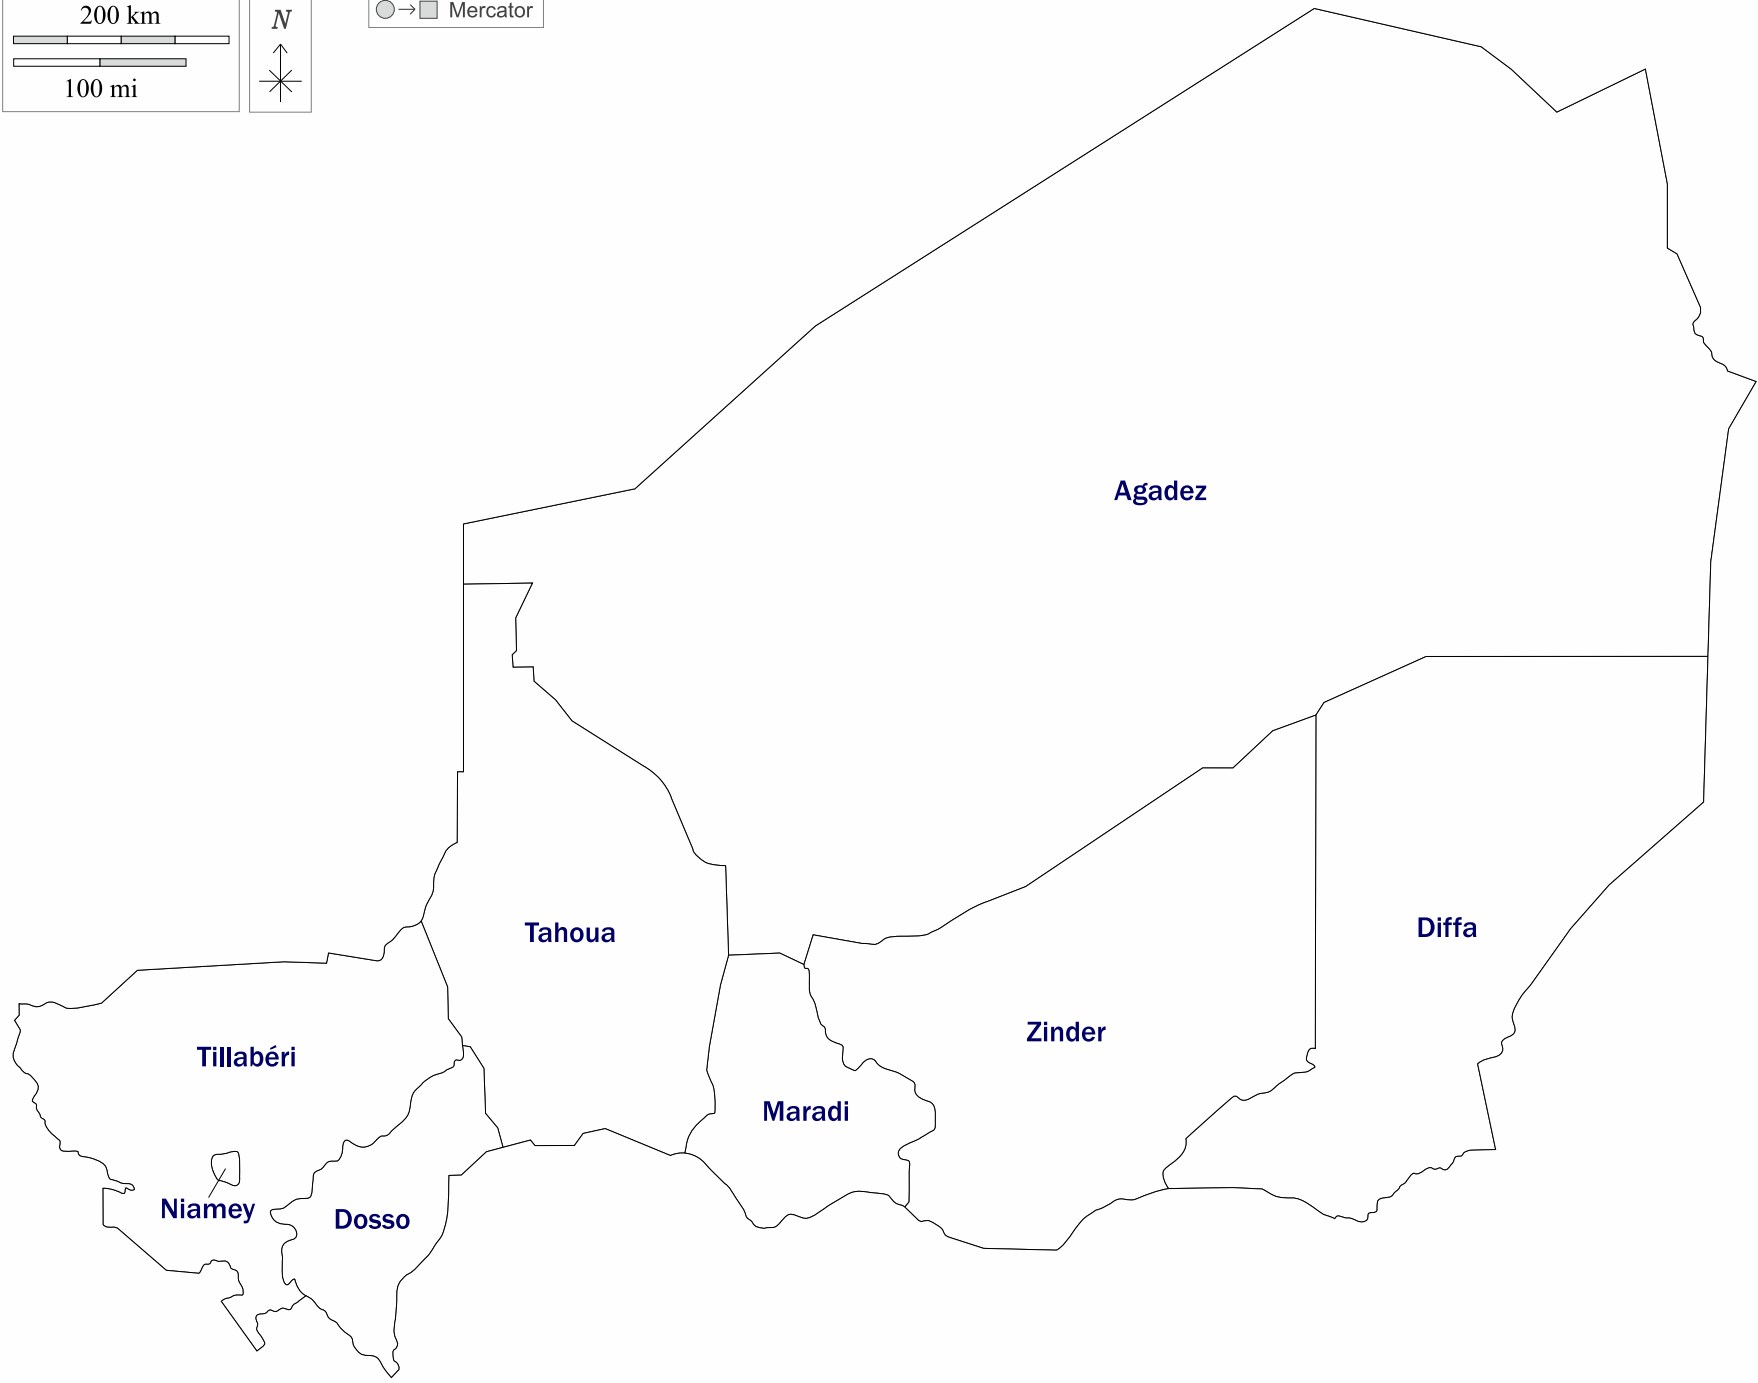 200 km
100 mi
N
Mercator
Agadez
Tahoua
Diffa
Zinder
Tillabéri
Maradi
Niamey
Dosso